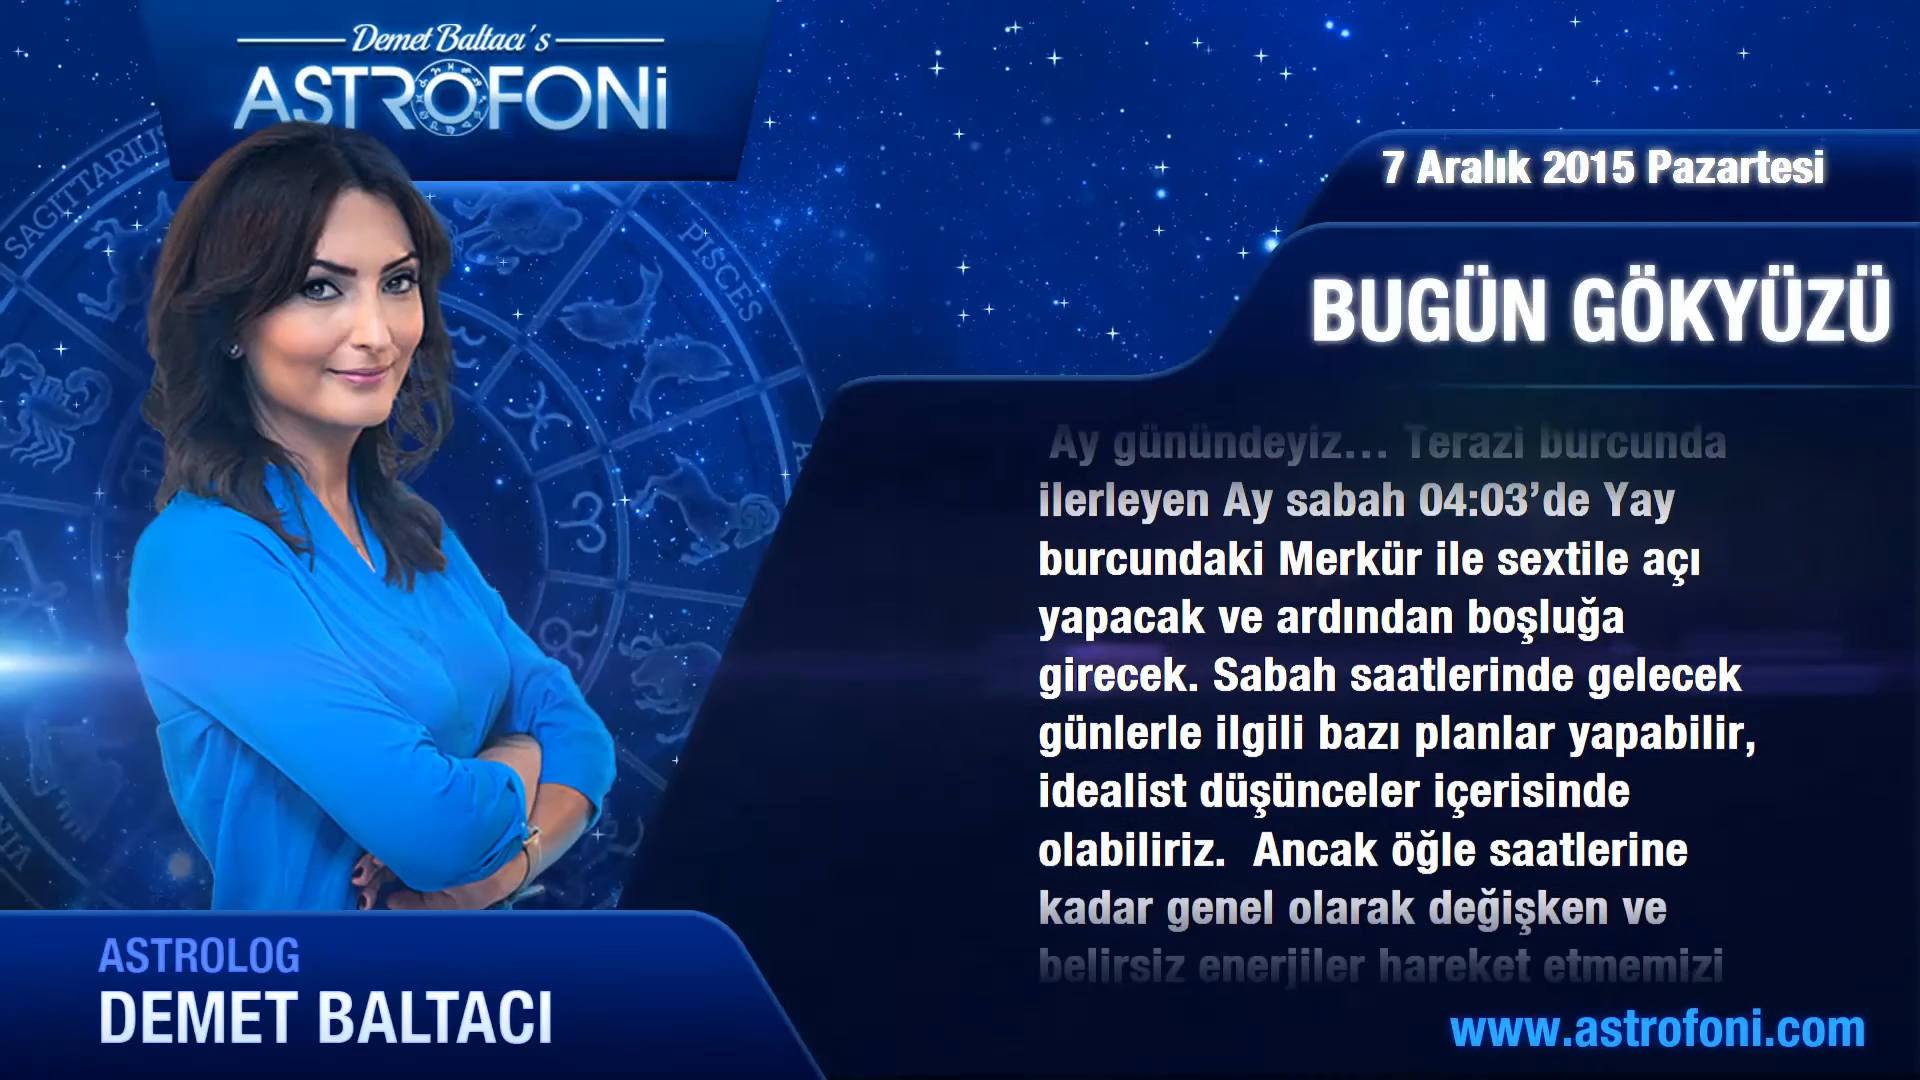 Demet Baltacı's
ASTROFONİ
SAGITTARIUS
PISCES
7 Aralık 2015 Pazartesi
BUGÜN GÖKYÜZÜ
Ay günündeyiz... Terazi burcunda
ilerleyen Ay sabah 04:03’de Yay
burcundaki Merkür ile sextile açı
yapacak ve ardından boşluğa
girecek. Sabah saatlerinde gelecek
günlerle ilgili bazı planlar yapabilir,
idealist düşünceler içerisinde
olabiliriz.  Ancak öğle saatlerine
kadar genel olarak değişken ve
belirsiz enerjiler hareket etmemizi
ASTROLOG
DEMET BALTACI
www.astrofoni.com